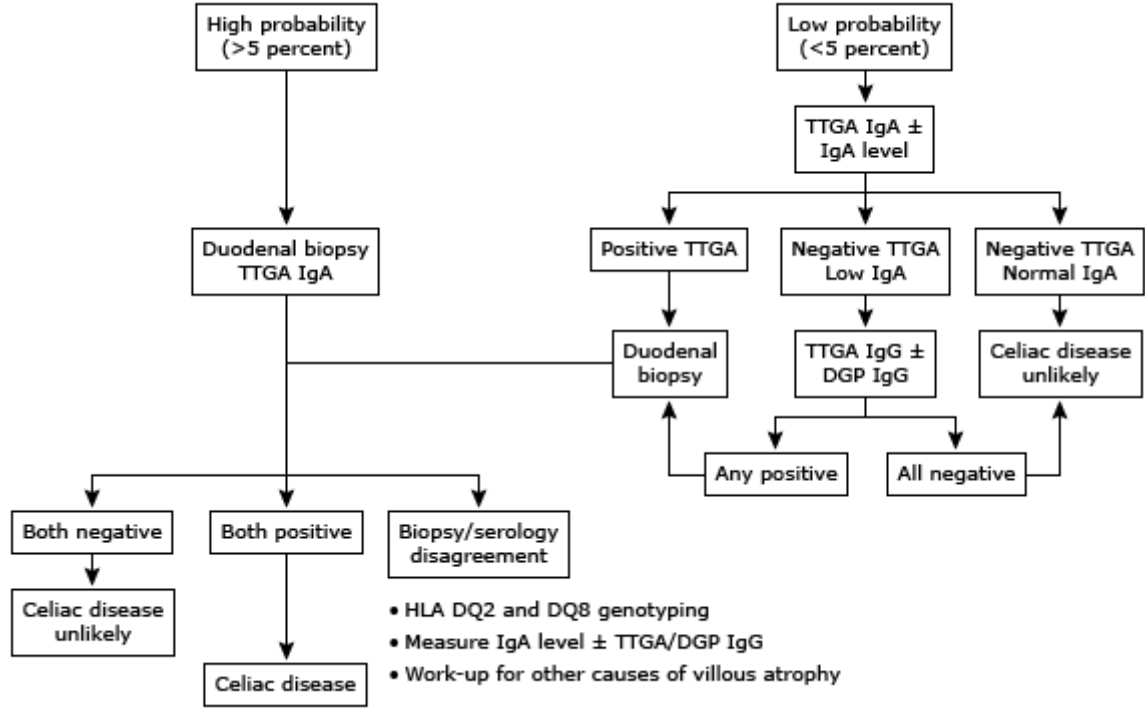 High probability
(>5 percent)
Low probability
(<5 percent)
TTGA IgA ±
IgA level
Duodenal biopsy
TTGA IgA
Positive TTGA
Negative TTGA
Low IgA
Negative TTGA
Normal IgA
Duodenal
biopsy
TTGA IgG ±
DGP IgG
Celiac disease
unlikely
Any positive
All negative
Both negative
Both positive
Biopsy/serology
disagreement
Celiac disease
unlikely
Celiac disease
• HLA DQ2 and DQ8 genotyping
• Measure IgA level ± TTGA/DGP IgG
• Work-up for other causes of villous atrophy